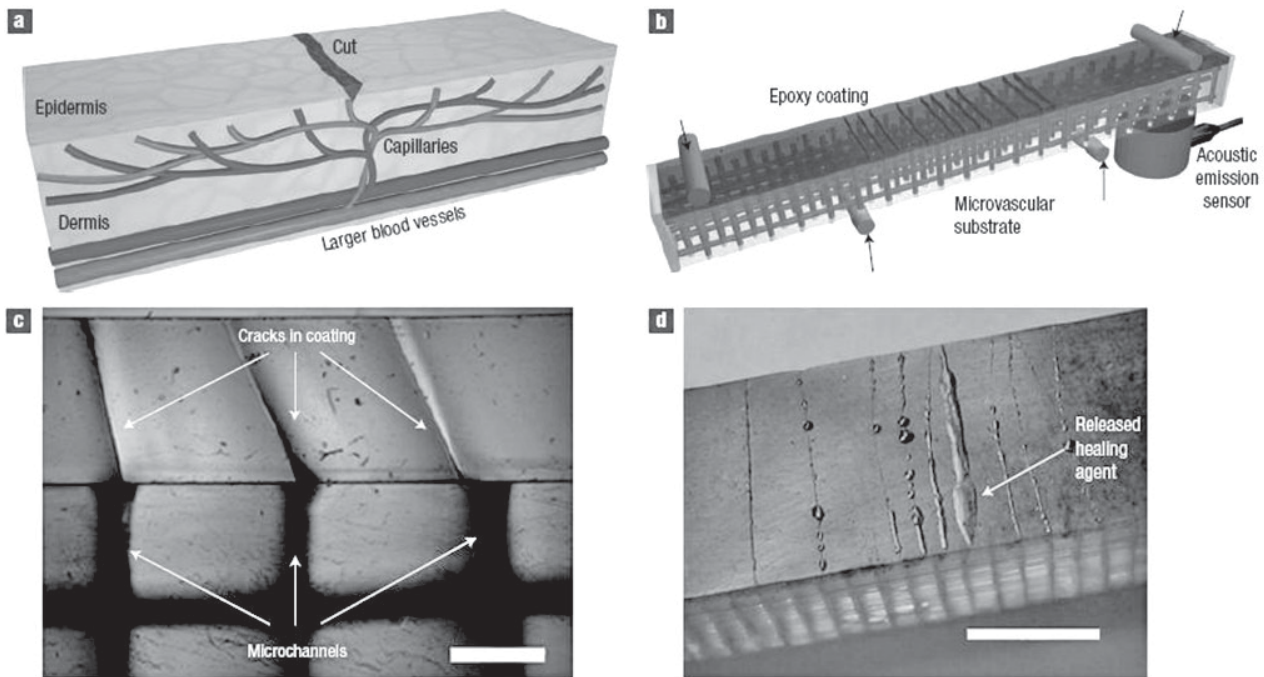 a
Cut
Epidermis
Capillaries
Dermis
Larger blood vessels
b
Epoxy coating
Acoustic
emission
sensor
Microvascular
substrate
c
Cracks in coating
Microchannels
d
Released
healing
agent